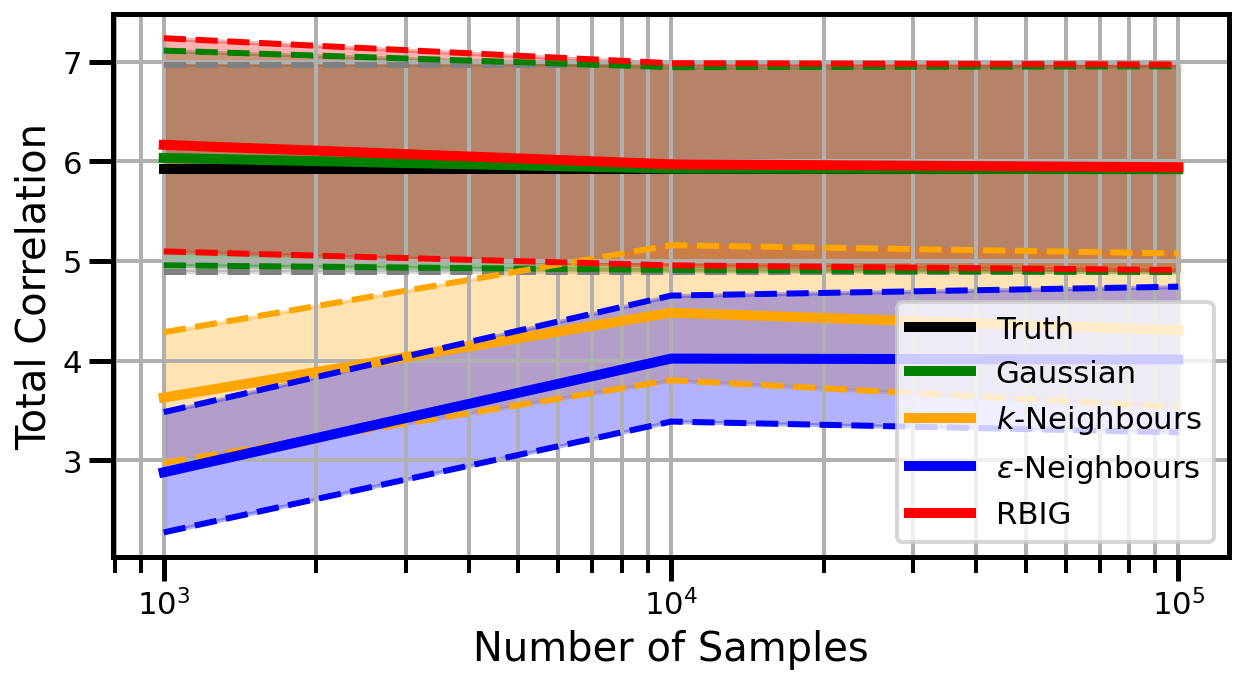 Total Correlation
7
6
5
4
3
Truth
Gaussian
k-Neighbours
ε-Neighbours
RBIG
10³
10⁴
10⁵
Number of Samples